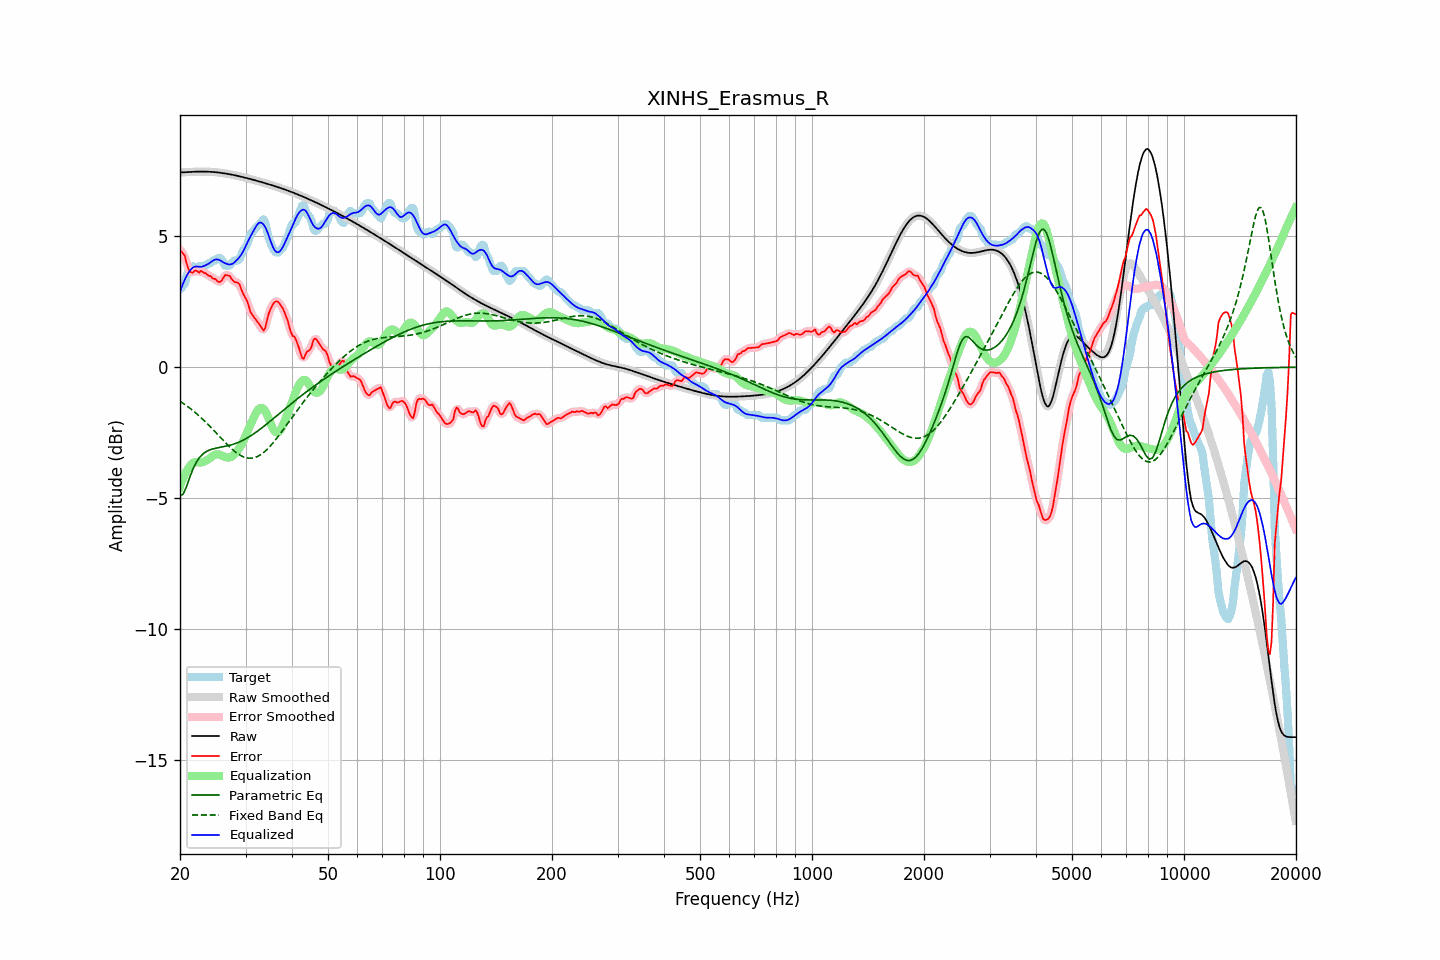 XINHS_Erasmus_R
Amplitude (dBr)
5
0
−5
−10
−15
Target
Raw Smoothed
Error Smoothed
Raw
Error
Equalization
Parametric Eq
Fixed Band Eq
Equalized
20 50 100 200 500 1000 2000 5000 10000 20000
Frequency (Hz)